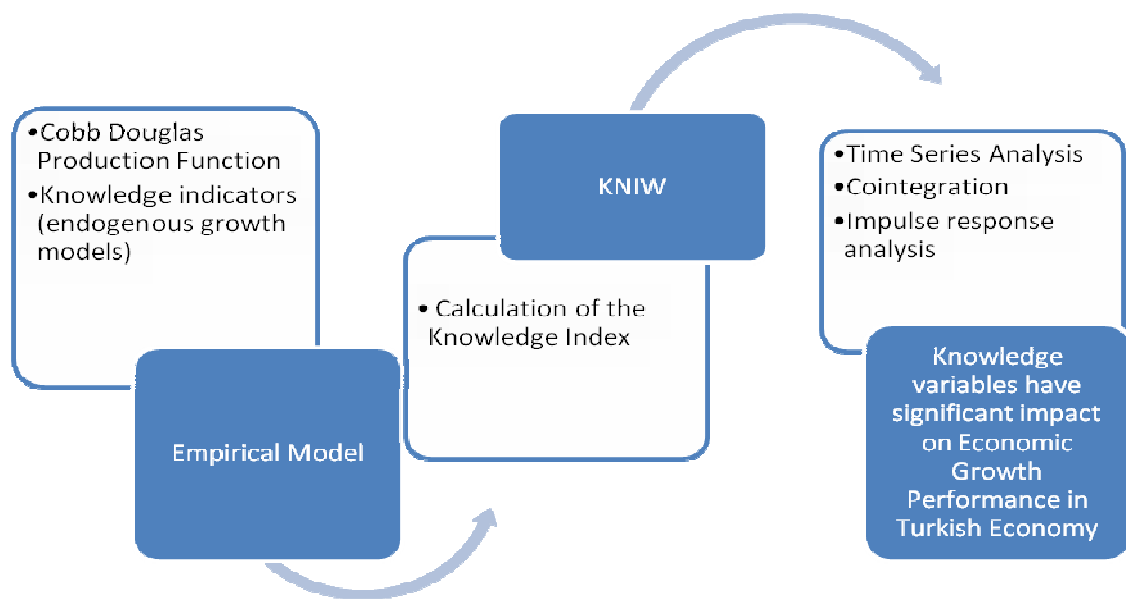 •Cobb Douglas
Production Function
•Knowledge indicators
(endogenous growth
models)
Empirical Model
• Calculation of the
Knowledge Index
KNIW
•Time Series Analysis
•Cointegration
•Impulse response
analysis
Knowledge
variables have
significant impact
on Economic
Growth
Performance in
Turkish Economy